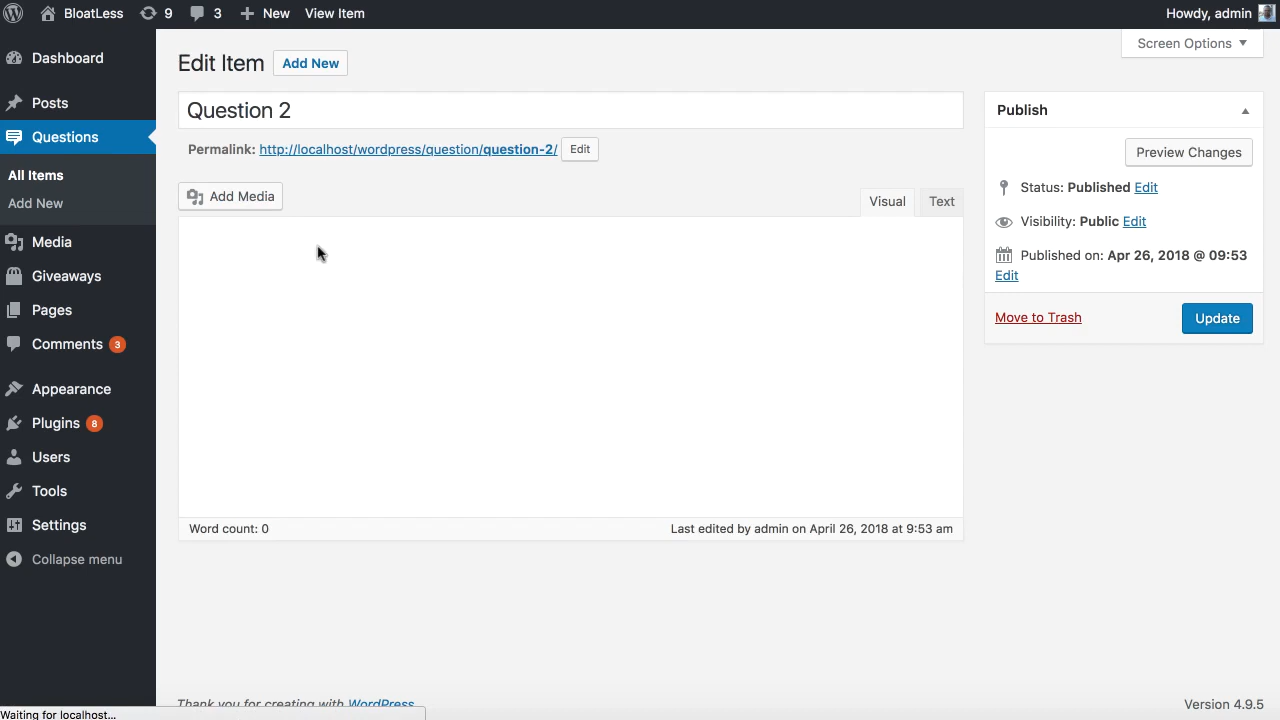 BloatLess 9 3 New View Item Howdy, admin
Screen Options
Dashboard
Posts
Questions
All Items
Add New
Media
Giveaways
Pages
Comments 3
Appearance
Plugins 8
Users
Tools
Settings
Collapse menu
Edit Item Add New
Question 2
Permalink: http://localhost/wordpress/question/question-2/ Edit
Add Media
Visual Text
Word count: 0 Last edited by admin on April 26, 2018 at 9:53 am
Publish
Preview Changes
Status: Published Edit
Visibility: Public Edit
Published on: Apr 26, 2018 @ 09:53
Edit
Move to Trash Update
Thank you for creating with WordPress
Version 4.9.5
Waiting for localhost...